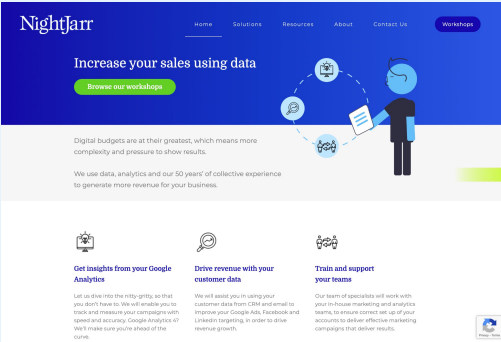 NightJarr
Home Solutions Resources About Contact Us Workshops
Increase your sales using data
Browse our workshops
Digital budgets are at their greatest, which means more
complexity and pressure to show results.
We use data, analytics and our 50 years' of collective experience
to generate more revenue for your business.
Get insights from your Google
Analytics
Let us dive into the nitty-gritty, so that
you don't have to. We will enable you to
track and measure your campaigns with
speed and accuracy. Google Analytics 4?
We'll make sure you're ahead of the
curve.
Drive revenue with your
customer data
We will assist you in using your
customer data from CRM and email to
improve your Google Ads, Facebook and
Linkedin targeting, in order to drive
revenue growth.
Train and support
your teams
Our team of specialists will work with
your in-house marketing and analytics
teams, to ensure correct set up of your
accounts to deliver effective marketing
campaigns that deliver results.
Privacy - Terms